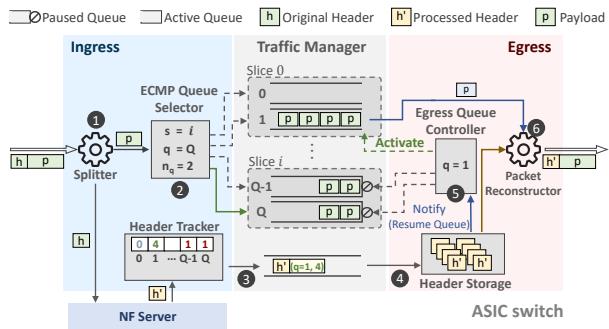 Paused Queue
Active Queue
h Original Header
h' Processed Header
p Payload
Ingress
Traffic Manager
Egress
Slice 0
ECMP Queue
Selector
0
1 p p p p
p
Egress Queue
Controller
1
s = i
q = Q
n_q = 2
2
6
h p
Splitter
p
Activate
q = 1
5
Packet
Reconstructor
h' p
⋮
Slice i
Q-1 p p
Q p p
Notify
(Resume Queue)
Header Tracker
0 4 1 1
0 1 ... Q-1 Q
h
3
h' (q=1, 4)
4
h' h'
Header Storage
h'
NF Server
ASIC switch